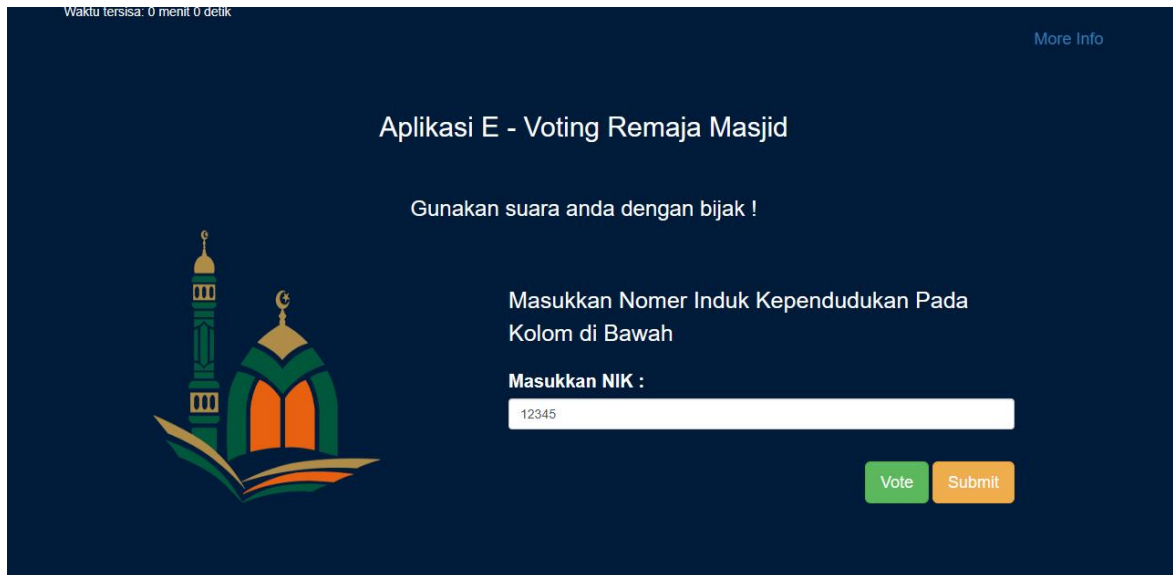 Waktu tersisa: 0 menit 0 detik
More Info
Aplikasi E - Voting Remaja Masjid
Gunakan suara anda dengan bijak !
Masukkan Nomer Induk Kependudukan Pada
Kolom di Bawah
Masukkan NIK :
12345
Vote Submit